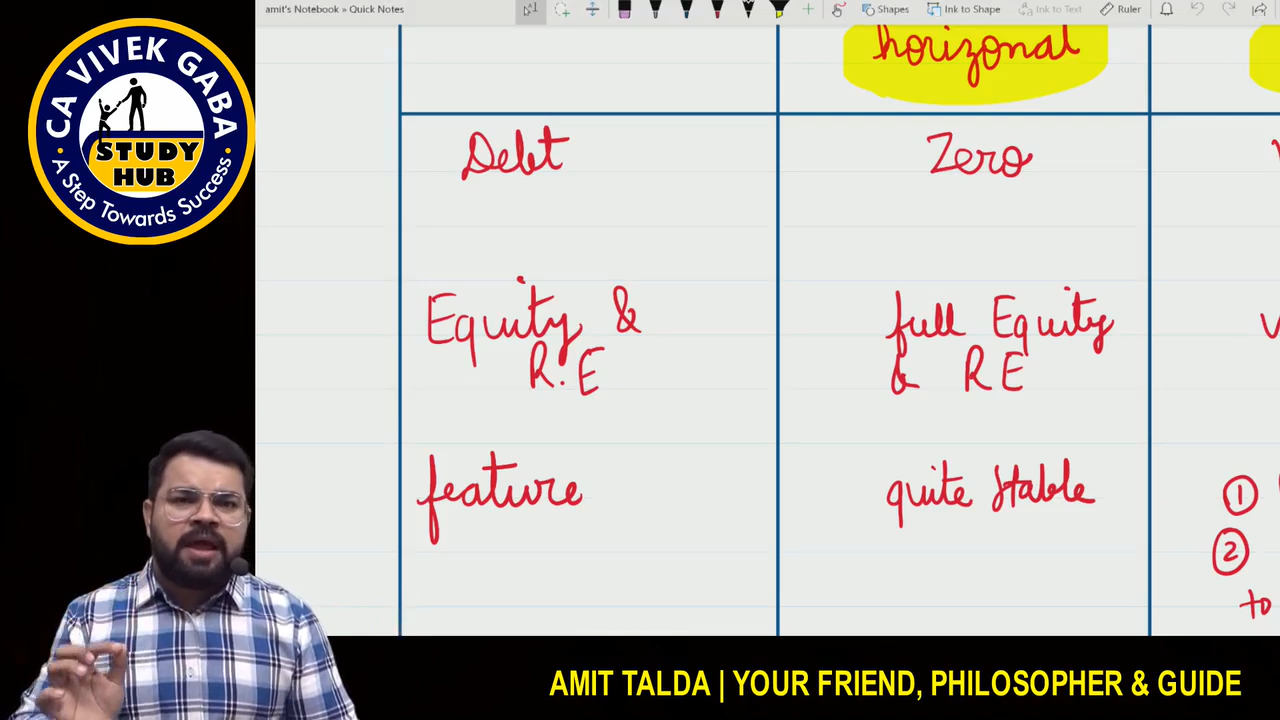 amit's Notebook » Quick Notes
Shapes
Ink to Shape
Ink to Text
Ruler
CA VIVEK GABA
STUDY
HUB
A Step Towards Success
horizonal
Debt
Zero
Equity &
R.E
full Equity
& RE
feature
quite stable
1
2
to
AMIT TALDA | YOUR FRIEND, PHILOSOPHER & GUIDE